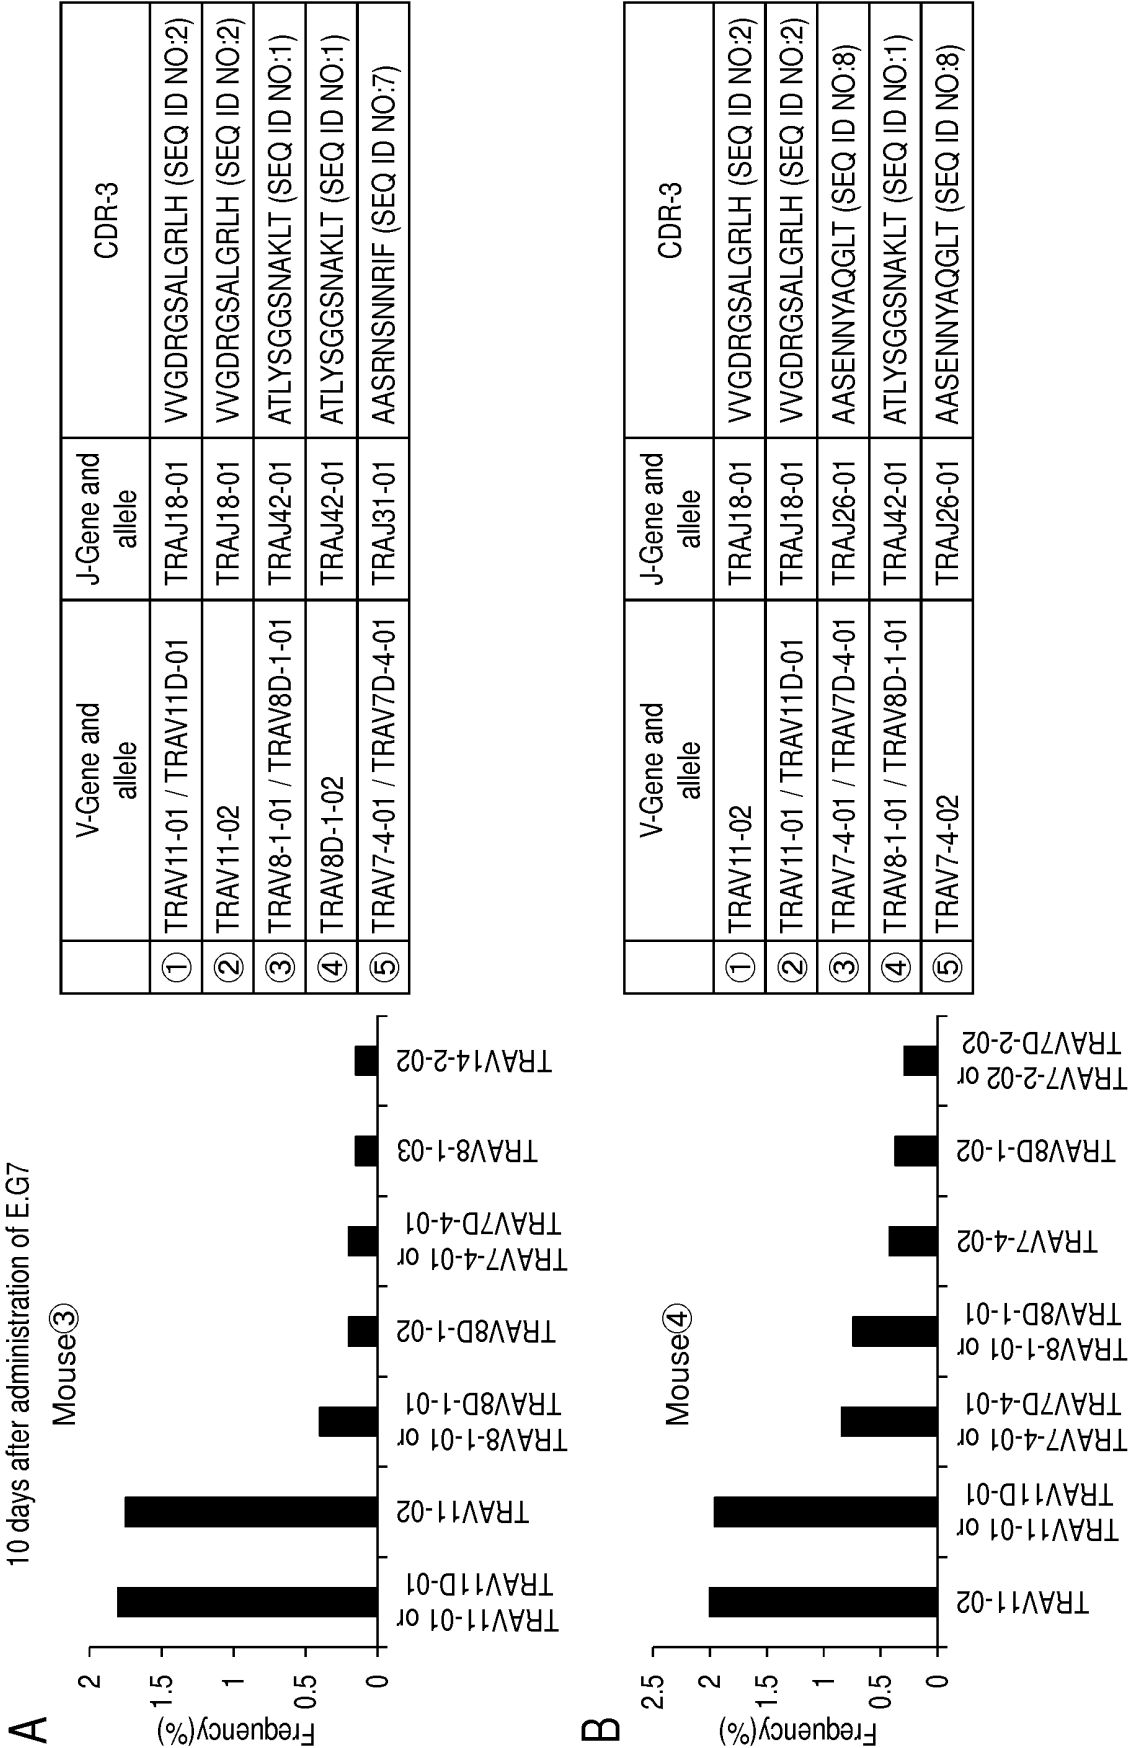 10 days after administration of E.G7
A
Mouse③
Frequency(%)
2
1.5
1
0.5
0
TRAV11-01 or
TRAV11D-01
TRAV11-02
TRAV8-1-01 or
TRAV8D-1-01
TRAV8D-1-02
TRAV7-4-01 or
TRAV7D-4-01
TRAV8-1-03
TRAV14-2-02
V-Gene and
allele
J-Gene and
allele
CDR-3
① TRAV11-01 / TRAV11D-01 TRAJ18-01 VVGDRGSALGRLH (SEQ ID NO:2)
② TRAV11-02 TRAJ18-01 VVGDRGSALGRLH (SEQ ID NO:2)
③ TRAV8-1-01 / TRAV8D-1-01 TRAJ42-01 ATLYSGGSNAKLT (SEQ ID NO:1)
④ TRAV8D-1-02 TRAJ42-01 ATLYSGGSNAKLT (SEQ ID NO:1)
⑤ TRAV7-4-01 / TRAV7D-4-01 TRAJ31-01 AASRNSNNRIF (SEQ ID NO:7)
B
Mouse④
Frequency(%)
2.5
2
1.5
1
0.5
0
TRAV11-02
TRAV11-01 or
TRAV11D-01
TRAV7-4-01 or
TRAV7D-4-01
TRAV8-1-01 or
TRAV8D-1-01
TRAV7-4-02
TRAV8D-1-02
TRAV7-2-02 or
TRAV7D-2-02
V-Gene and
allele
J-Gene and
allele
CDR-3
① TRAV11-02 TRAJ18-01 VVGDRGSALGRLH (SEQ ID NO:2)
② TRAV11-01 / TRAV11D-01 TRAJ18-01 VVGDRGSALGRLH (SEQ ID NO:2)
③ TRAV7-4-01 / TRAV7D-4-01 TRAJ26-01 AASENNYAQGLT (SEQ ID NO:8)
④ TRAV8-1-01 / TRAV8D-1-01 TRAJ42-01 ATLYSGGSNAKLT (SEQ ID NO:1)
⑤ TRAV7-4-02 TRAJ26-01 AASENNYAQGLT (SEQ ID NO:8)